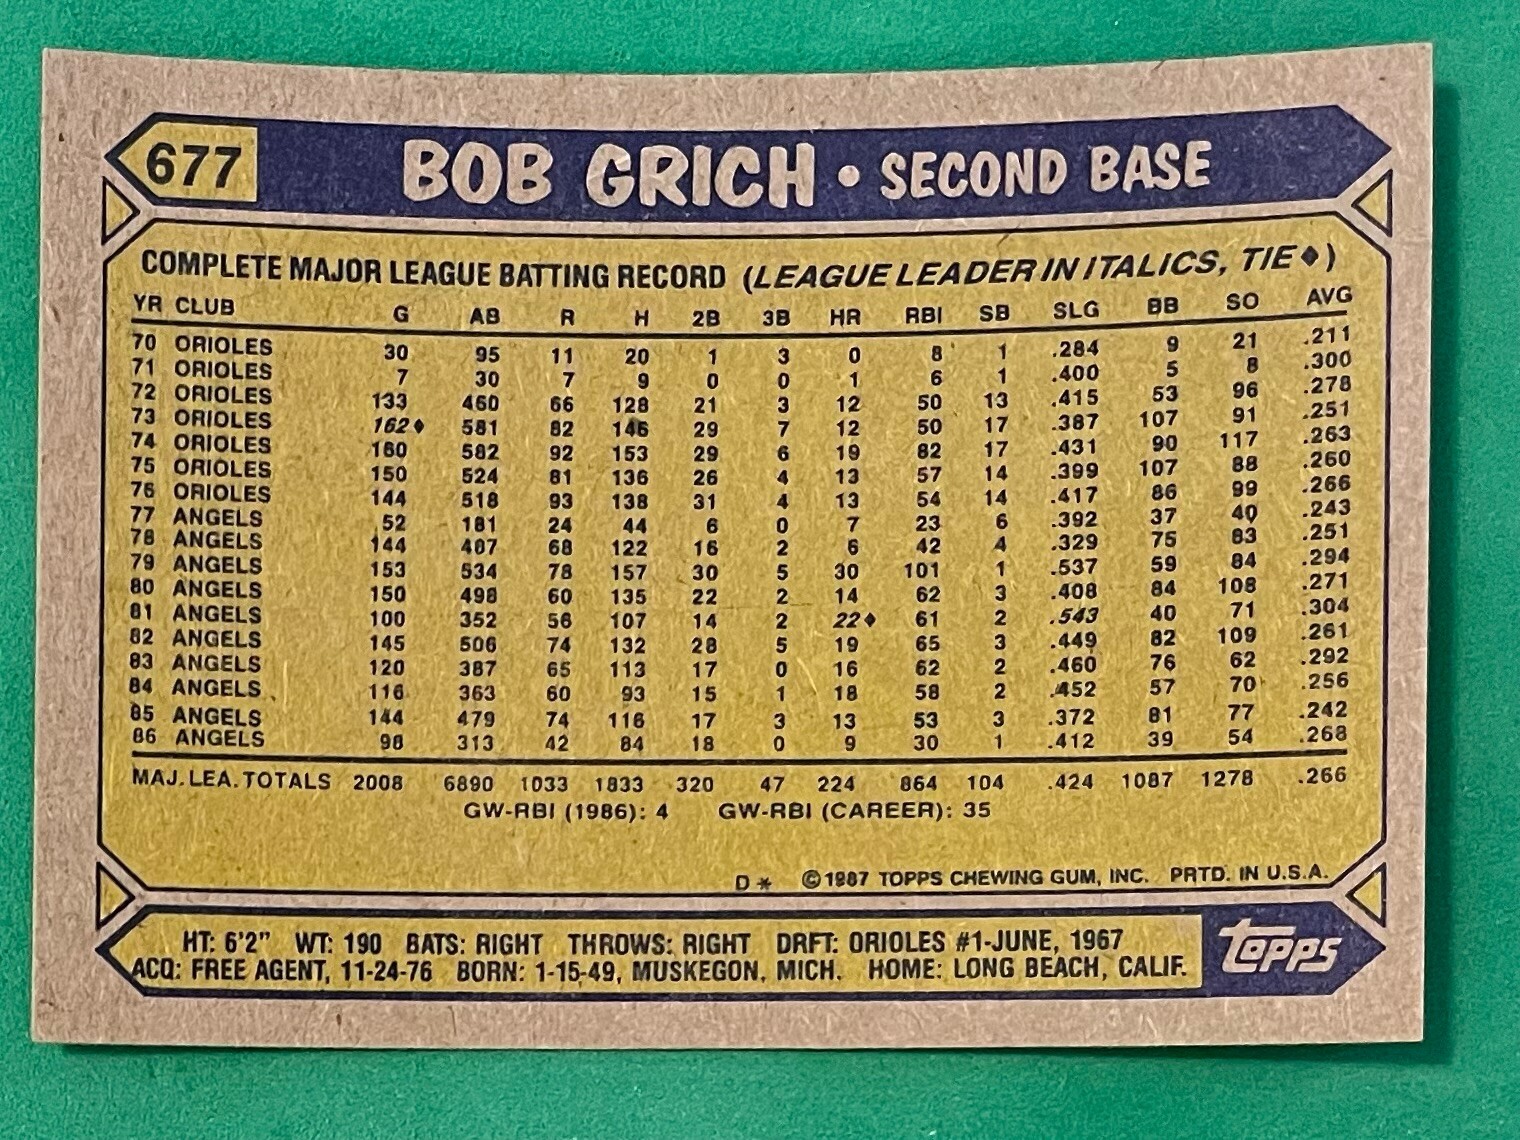 677 BOB GRICH • SECOND BASE
COMPLETE MAJOR LEAGUE BATTING RECORD (LEAGUE LEADER IN ITALICS, TIE ♦)
YR CLUB G AB R H 2B 3B HR RBI SB SLG BB SO AVG
70 ORIOLES 30 95 11 20 1 3 0 8 1 .284 9 21 .211
71 ORIOLES 7 30 7 9 0 0 1 6 1 .400 5 8 .300
72 ORIOLES 133 460 66 128 21 3 12 50 13 .415 53 96 .278
73 ORIOLES 162♦ 581 82 146 29 7 12 50 17 .387 107 91 .251
74 ORIOLES 160 582 92 153 29 6 19 82 17 .431 90 117 .263
75 ORIOLES 150 524 81 136 26 4 13 57 14 .399 107 88 .260
76 ORIOLES 144 518 93 138 31 4 13 54 14 .417 86 99 .266
77 ANGELS 52 181 24 44 6 0 7 23 6 .392 37 40 .243
78 ANGELS 144 487 68 122 16 2 6 42 4 .329 75 83 .251
79 ANGELS 153 534 78 157 30 5 30 101 1 .537 59 84 .294
80 ANGELS 150 498 60 135 22 2 14 62 3 .408 84 108 .271
81 ANGELS 100 352 56 107 14 2 22♦ 61 2 .543 40 71 .304
82 ANGELS 145 506 74 132 28 5 19 65 3 .449 82 109 .261
83 ANGELS 120 387 65 113 17 0 16 62 2 .460 76 62 .292
84 ANGELS 116 363 60 93 15 1 18 58 2 .452 57 70 .256
85 ANGELS 144 479 74 116 17 3 13 53 3 .372 81 77 .242
86 ANGELS 98 313 42 84 18 0 9 30 1 .412 39 54 .268
MAJ. LEA. TOTALS 2008 6890 1033 1833 320 47 224 864 104 .424 1087 1278 .266
GW-RBI (1986): 4 GW-RBI (CAREER): 35
D* ©1987 TOPPS CHEWING GUM, INC. PRTD. IN U.S.A.
HT: 6'2" WT: 190 BATS: RIGHT THROWS: RIGHT DRFT: ORIOLES #1-JUNE, 1967
ACQ: FREE AGENT, 11-24-76 BORN: 1-15-49, MUSKEGON, MICH. HOME: LONG BEACH, CALIF.
topps